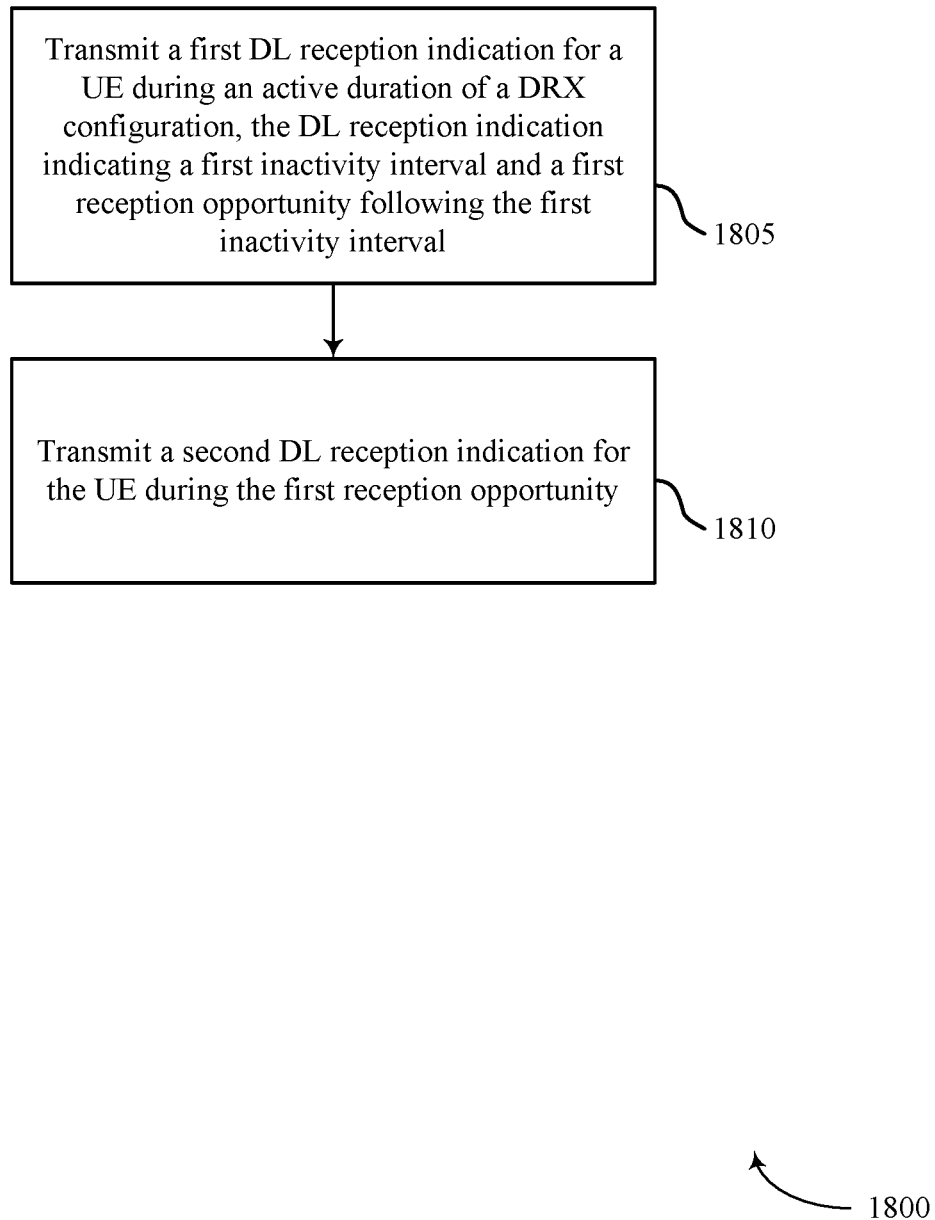 Transmit a first DL reception indication for a
UE during an active duration of a DRX
configuration, the DL reception indication
indicating a first inactivity interval and a first
reception opportunity following the first
inactivity interval
1805
Transmit a second DL reception indication for
the UE during the first reception opportunity
1810
1800